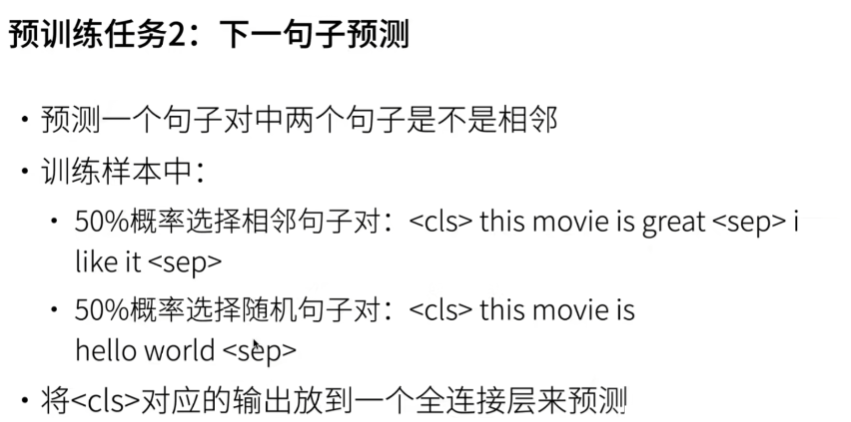 预训练任务2：下一句子预测
• 预测一个句子对中两个句子是不是相邻
• 训练样本中：
• 50%概率选择相邻句子对：<cls> this movie is great <sep> i
like it <sep>
• 50%概率选择随机句子对：<cls> this movie is
hello world <sep>
• 将<cls>对应的输出放到一个全连接层来预测